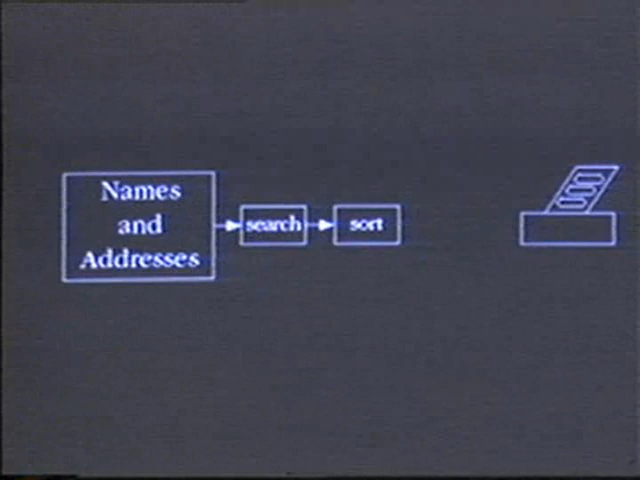 Names
and
Addresses
search
sort